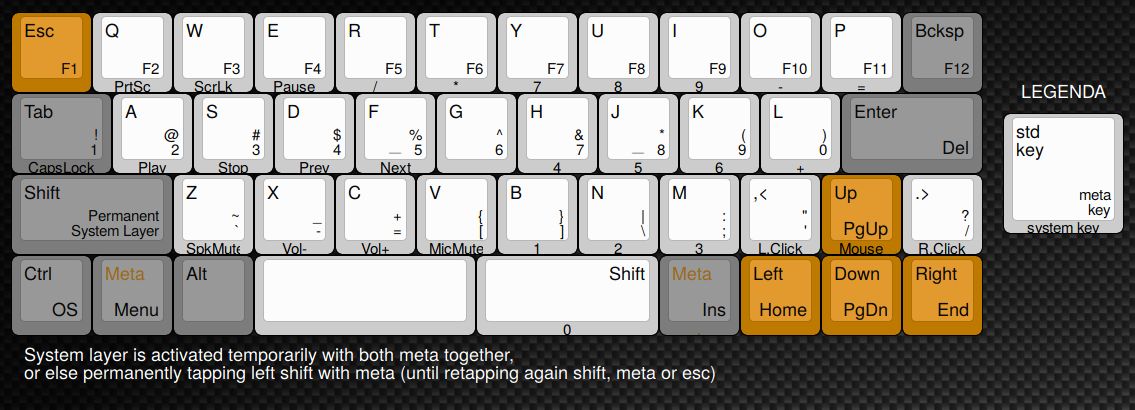 Esc Q W E R T Y U I O P Bcksp
F1 F2 F3 F4 F5 F6 F7 F8 F9 F10 F11 F12
PrtSc ScrLk Pause / * 7 8 9 - =
LEGENDA
Tab A S D F G H J K L Enter
! @ # $ % ^ & * ( )
1 2 3 4 _ 5 6 7 _ 8 9 0 Del
CapsLock Play Stop Prev Next 4 5 6 +
std
key
meta
key
system key
Shift Z X C V B N M ,< Up .>
Permanent ~ _ + { } | : " ?
System Layer ` - = [ ] \ ; ' PgUp /
SpkMute Vol- Vol+ MicMute 1 2 3 L.Click Mouse R.Click
Ctrl Meta Alt Shift Meta Left Down Right
OS Menu Ins Home PgDn End
0 .
System layer is activated temporarily with both meta together,
or else permanently tapping left shift with meta (until retapping again shift, meta or esc)